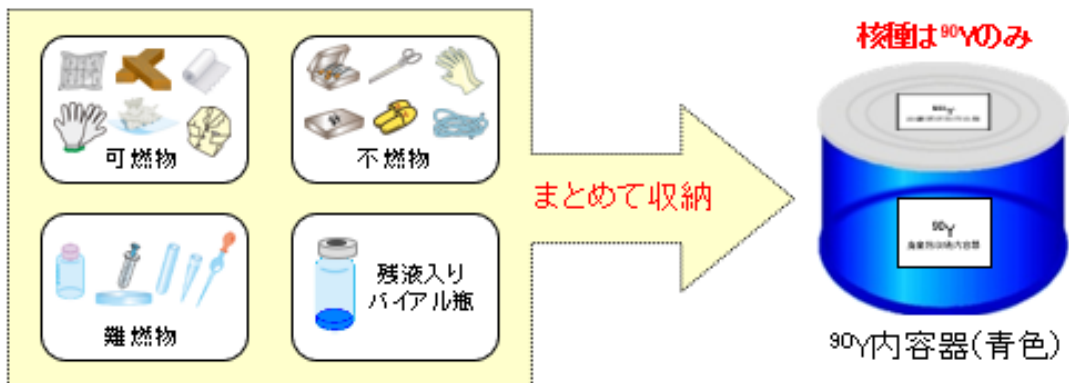 可燃物
不燃物
難燃物
残液入り
バイアル瓶
まとめて収納
核種は⁹⁰Yのみ
⁹⁰Y
⁹⁰Y内容器(青色)